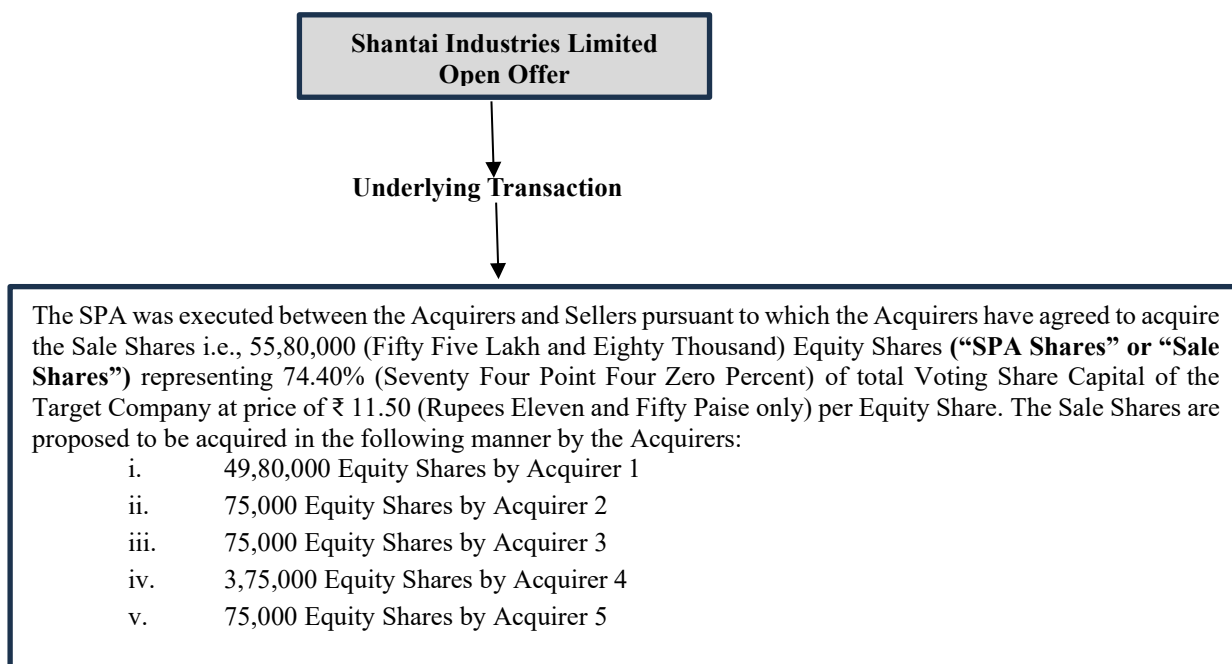 Shantai Industries Limited
Open Offer
Underlying Transaction
The SPA was executed between the Acquirers and Sellers pursuant to which the Acquirers have agreed to acquire
the Sale Shares i.e., 55,80,000 (Fifty Five Lakh and Eighty Thousand) Equity Shares (“SPA Shares” or “Sale
Shares”) representing 74.40% (Seventy Four Point Four Zero Percent) of total Voting Share Capital of the
Target Company at price of ₹ 11.50 (Rupees Eleven and Fifty Paise only) per Equity Share. The Sale Shares are
proposed to be acquired in the following manner by the Acquirers:
i. 49,80,000 Equity Shares by Acquirer 1
ii. 75,000 Equity Shares by Acquirer 2
iii. 75,000 Equity Shares by Acquirer 3
iv. 3,75,000 Equity Shares by Acquirer 4
v. 75,000 Equity Shares by Acquirer 5